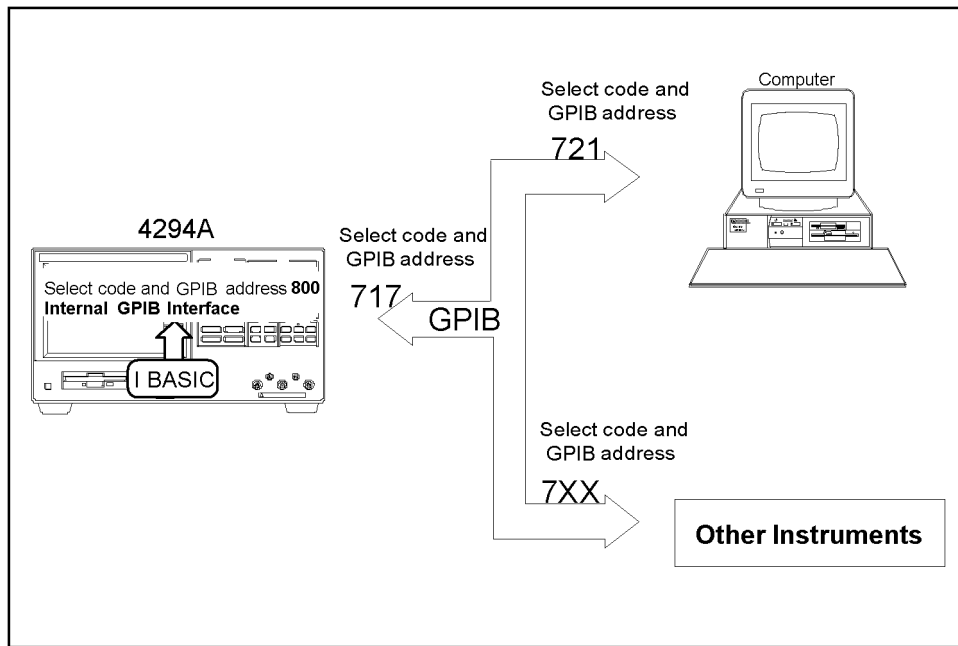 Computer
Select code and
GPIB address
721
4294A
Select code and
GPIB address
717
Select code and GPIB address 800
Internal GPIB Interface
GPIB
I BASIC
Select code and
GPIB address
7XX
Other Instruments